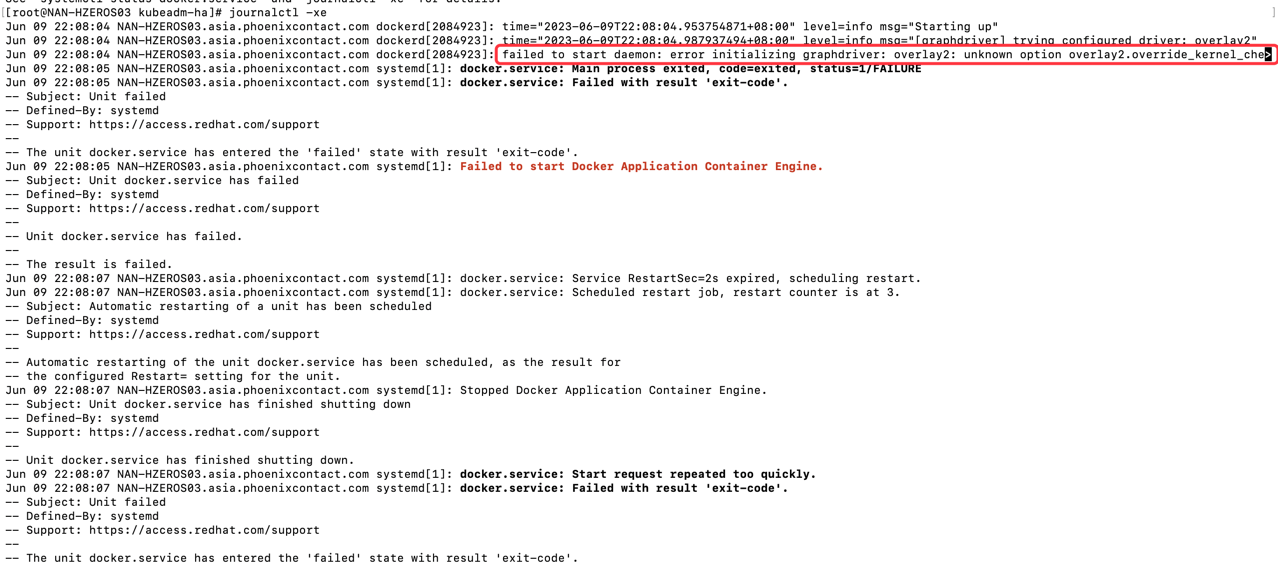 See "systemctl status docker.service" and "journalctl -xe" for details.
[[root@NAN-HZEROS03 kubeadm-ha]# journalctl -xe ]
Jun 09 22:08:04 NAN-HZEROS03.asia.phoenixcontact.com dockerd[2084923]: time="2023-06-09T22:08:04.953754871+08:00" level=info msg="Starting up"
Jun 09 22:08:04 NAN-HZEROS03.asia.phoenixcontact.com dockerd[2084923]: time="2023-06-09T22:08:04.987937494+08:00" level=info msg="[graphdriver] trying configured driver: overlay2"
Jun 09 22:08:04 NAN-HZEROS03.asia.phoenixcontact.com dockerd[2084923]: failed to start daemon: error initializing graphdriver: overlay2: unknown option overlay2.override_kernel_che>
Jun 09 22:08:05 NAN-HZEROS03.asia.phoenixcontact.com systemd[1]: docker.service: Main process exited, code=exited, status=1/FAILURE
Jun 09 22:08:05 NAN-HZEROS03.asia.phoenixcontact.com systemd[1]: docker.service: Failed with result 'exit-code'.
-- Subject: Unit failed
-- Defined-By: systemd
-- Support: https://access.redhat.com/support
--
-- The unit docker.service has entered the 'failed' state with result 'exit-code'.
Jun 09 22:08:05 NAN-HZEROS03.asia.phoenixcontact.com systemd[1]: Failed to start Docker Application Container Engine.
-- Subject: Unit docker.service has failed
-- Defined-By: systemd
-- Support: https://access.redhat.com/support
--
-- Unit docker.service has failed.
--
-- The result is failed.
Jun 09 22:08:07 NAN-HZEROS03.asia.phoenixcontact.com systemd[1]: docker.service: Service RestartSec=2s expired, scheduling restart.
Jun 09 22:08:07 NAN-HZEROS03.asia.phoenixcontact.com systemd[1]: docker.service: Scheduled restart job, restart counter is at 3.
-- Subject: Automatic restarting of a unit has been scheduled
-- Defined-By: systemd
-- Support: https://access.redhat.com/support
--
-- Automatic restarting of the unit docker.service has been scheduled, as the result for
-- the configured Restart= setting for the unit.
Jun 09 22:08:07 NAN-HZEROS03.asia.phoenixcontact.com systemd[1]: Stopped Docker Application Container Engine.
-- Subject: Unit docker.service has finished shutting down
-- Defined-By: systemd
-- Support: https://access.redhat.com/support
--
-- Unit docker.service has finished shutting down.
Jun 09 22:08:07 NAN-HZEROS03.asia.phoenixcontact.com systemd[1]: docker.service: Start request repeated too quickly.
Jun 09 22:08:07 NAN-HZEROS03.asia.phoenixcontact.com systemd[1]: docker.service: Failed with result 'exit-code'.
-- Subject: Unit failed
-- Defined-By: systemd
-- Support: https://access.redhat.com/support
--
-- The unit docker.service has entered the 'failed' state with result 'exit-code'.